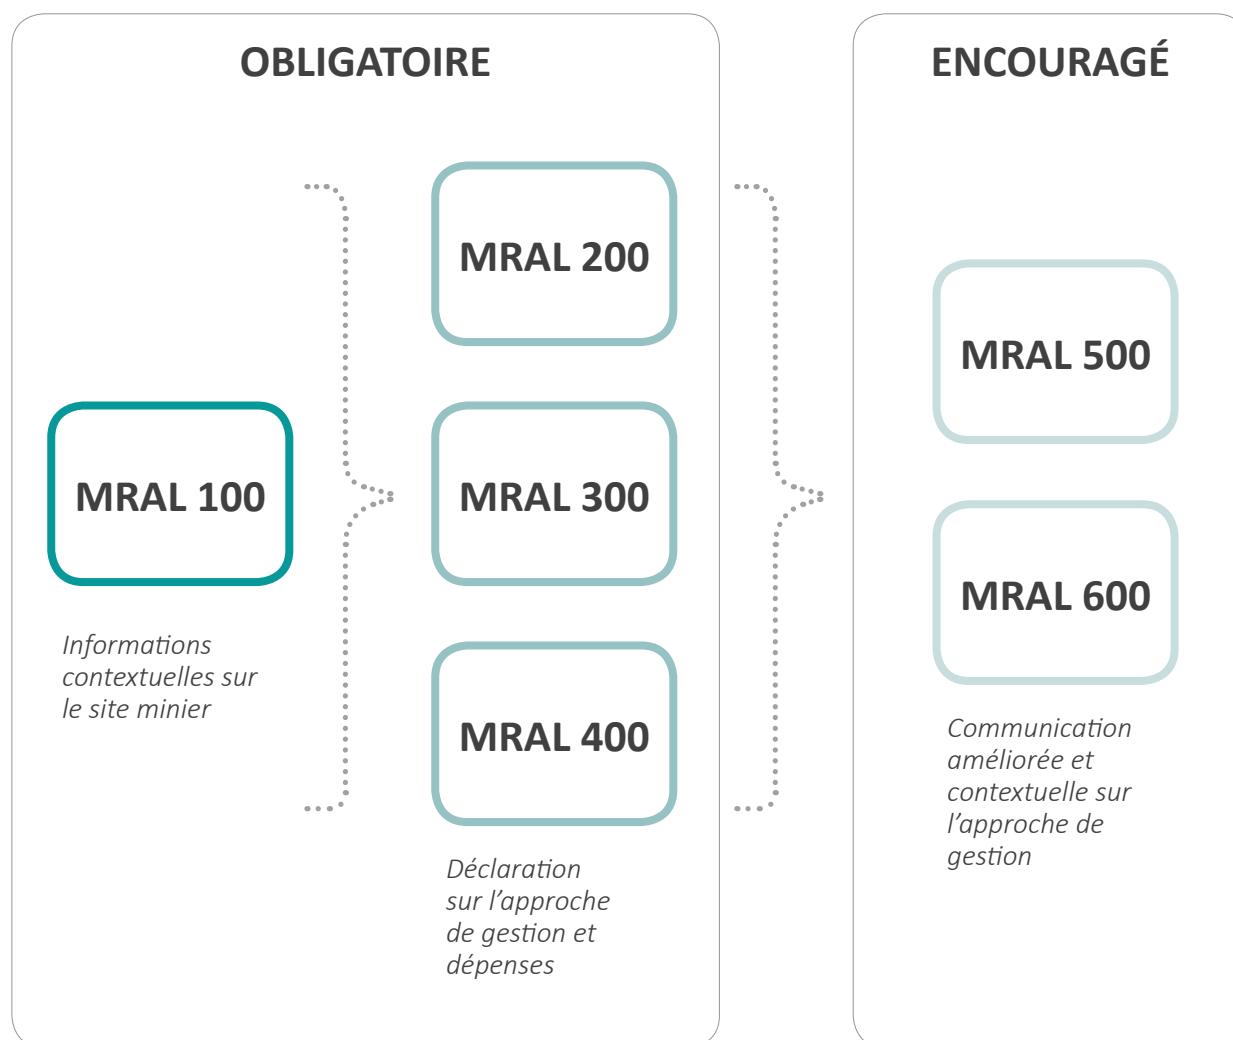 OBLIGATOIRE
MRAL 100
Informations
contextuelles sur
le site minier
MRAL 200
MRAL 300
MRAL 400
Déclaration
sur l’approche
de gestion et
dépenses
ENCOURAGÉ
MRAL 500
MRAL 600
Communication
améliorée et
contextuelle sur
l’approche de
gestion